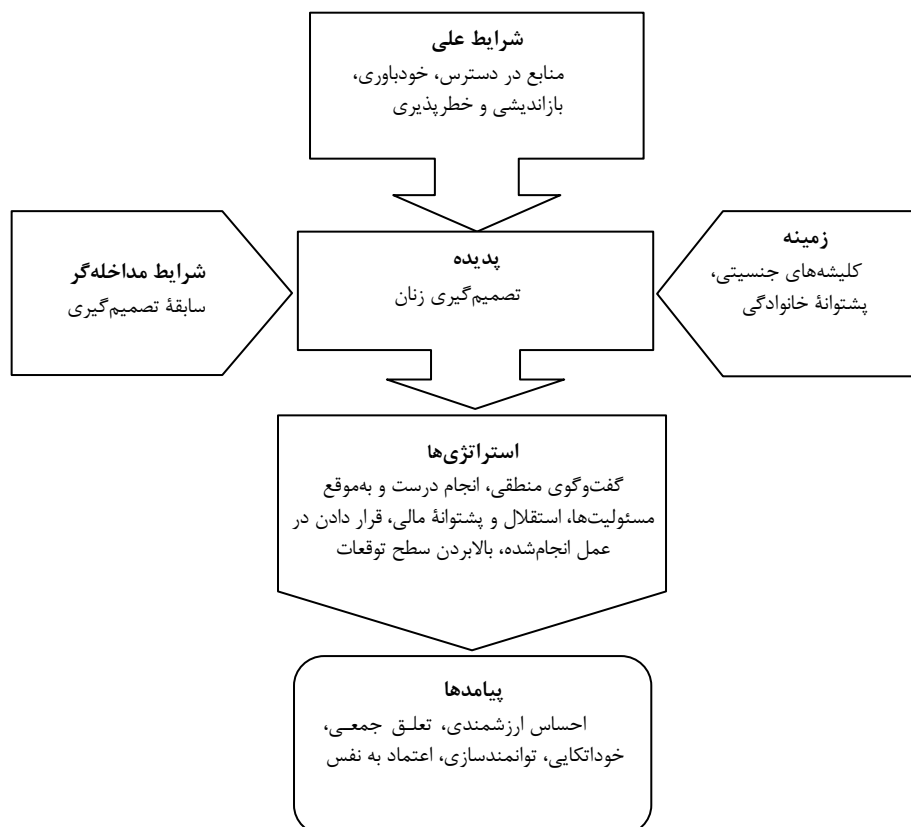 شرایط علی
منابع در دسترس، خودباوری،
بازاندیشی و خطرپذیری
زمینه
کلیشه‌های جنسیتی،
پشتوانهٔ خانوادگی
پدیده
تصمیم‌گیری زنان
شرایط مداخله‌گر
سابقهٔ تصمیم‌گیری
استراتژی‌ها
گفت‌وگوی منطقی، انجام درست و به‌موقع
مسئولیت‌ها، استقلال و پشتوانهٔ مالی، قرار دادن در
عمل انجام‌شده، بالابردن سطح توقعات
پیامدها
احساس ارزشمندی، تعلـق جمعـی،
خوداتکایی، توانمندسازی، اعتماد به نفس